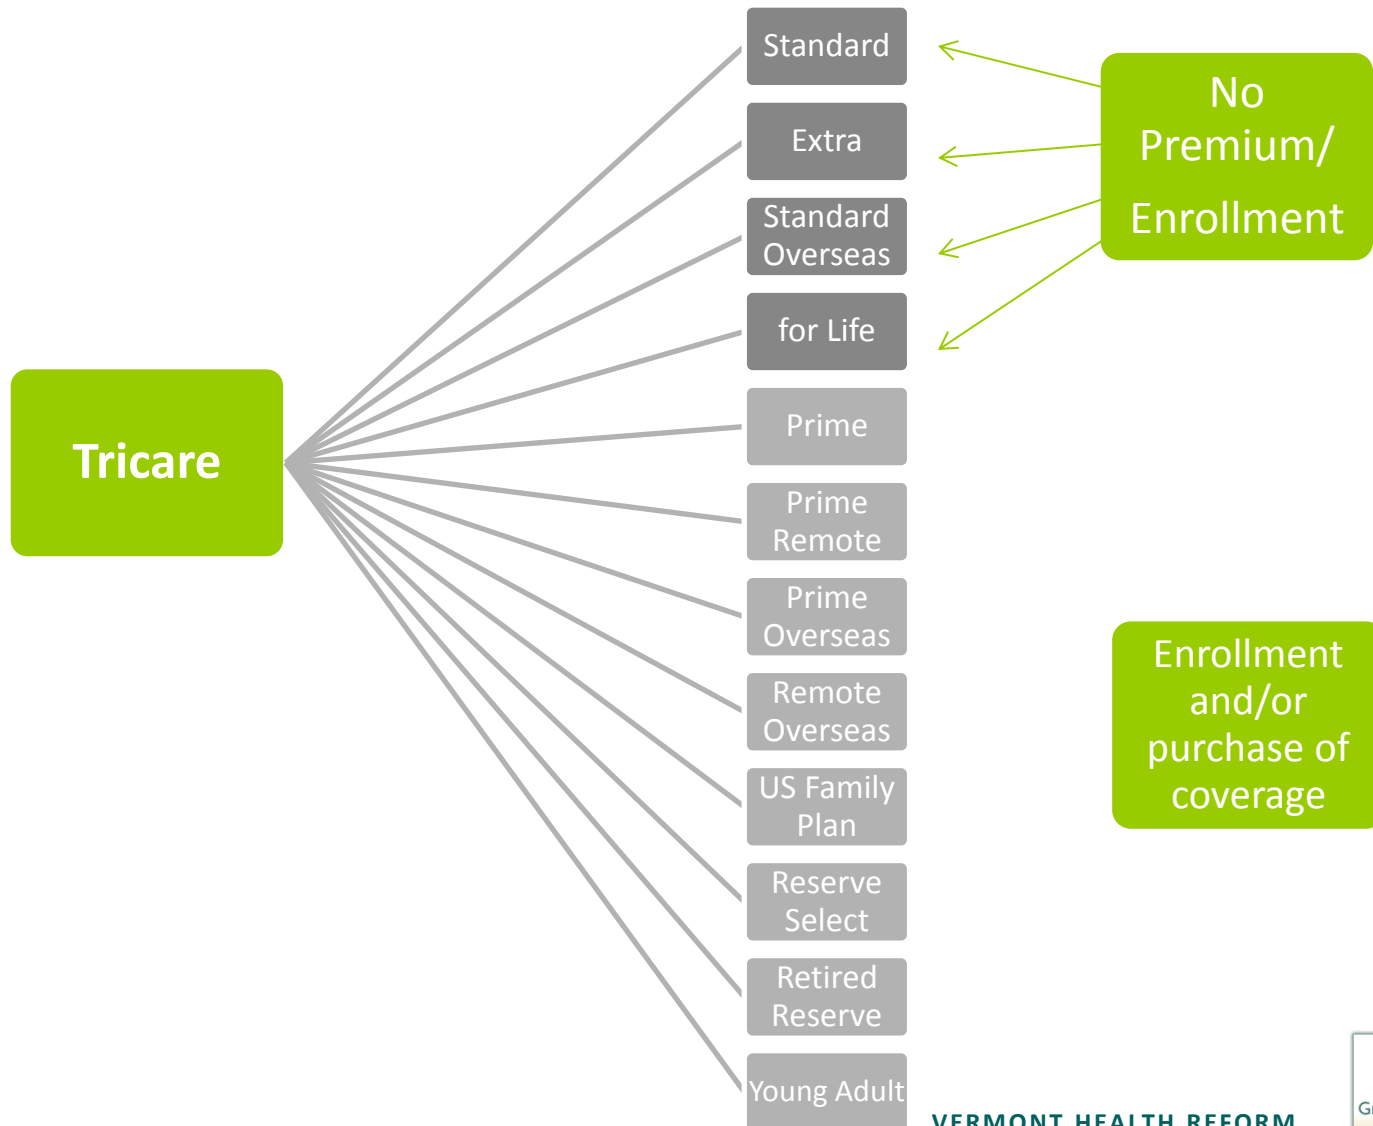 Tricare
Standard
Extra
Standard
Overseas
for Life
Prime
Prime
Remote
Prime
Overseas
Remote
Overseas
US Family
Plan
Reserve
Select
Retired
Reserve
Young Adult
No
Premium/
Enrollment
Enrollment
and/or
purchase of
coverage
VERMONT HEALTH REFORM